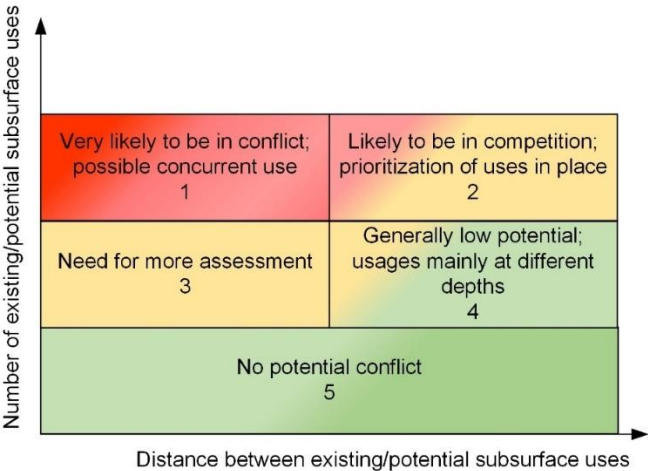 Number of existing/potential subsurface uses
Very likely to be in conflict;
possible concurrent use
1
Likely to be in competition;
prioritization of uses in place
2
Need for more assessment
3
Generally low potential;
usages mainly at different
depths
4
No potential conflict
5
Distance between existing/potential subsurface uses